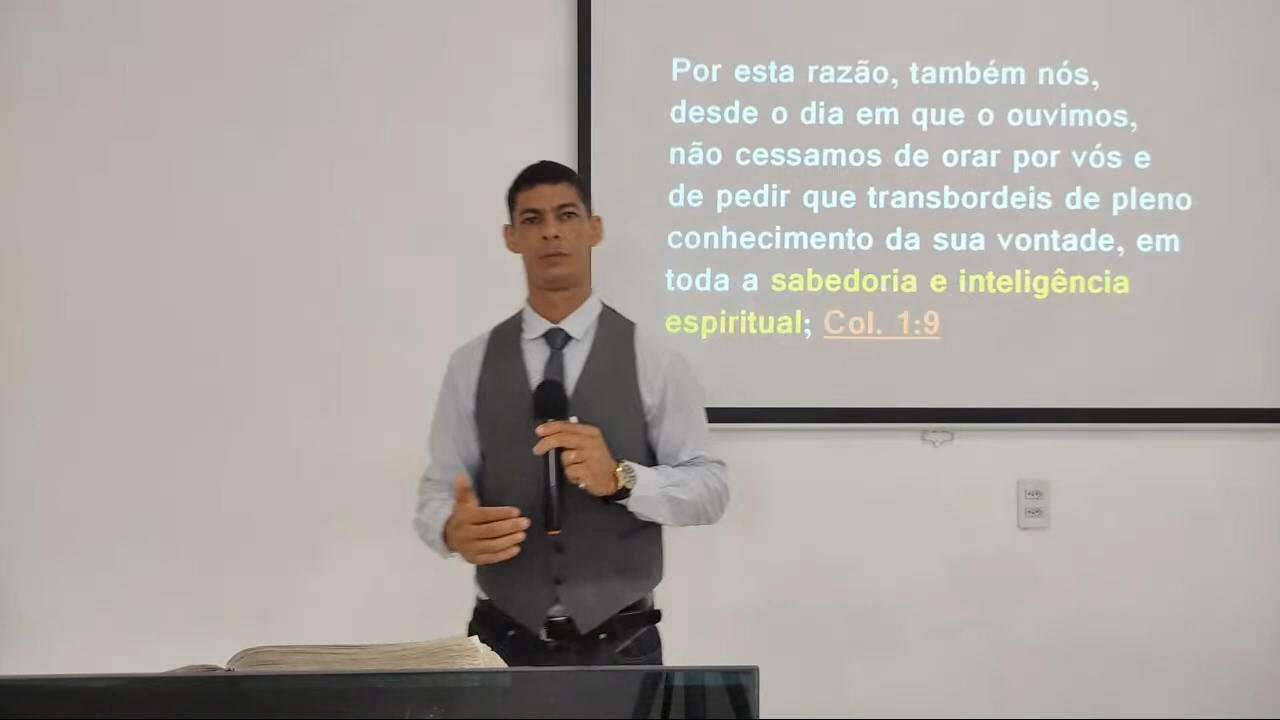 Por esta razão, também nós,
desde o dia em que o ouvimos,
não cessamos de orar por vós e
de pedir que transbordeis de pleno
conhecimento da sua vontade, em
toda a sabedoria e inteligência
espiritual; Col. 1:9